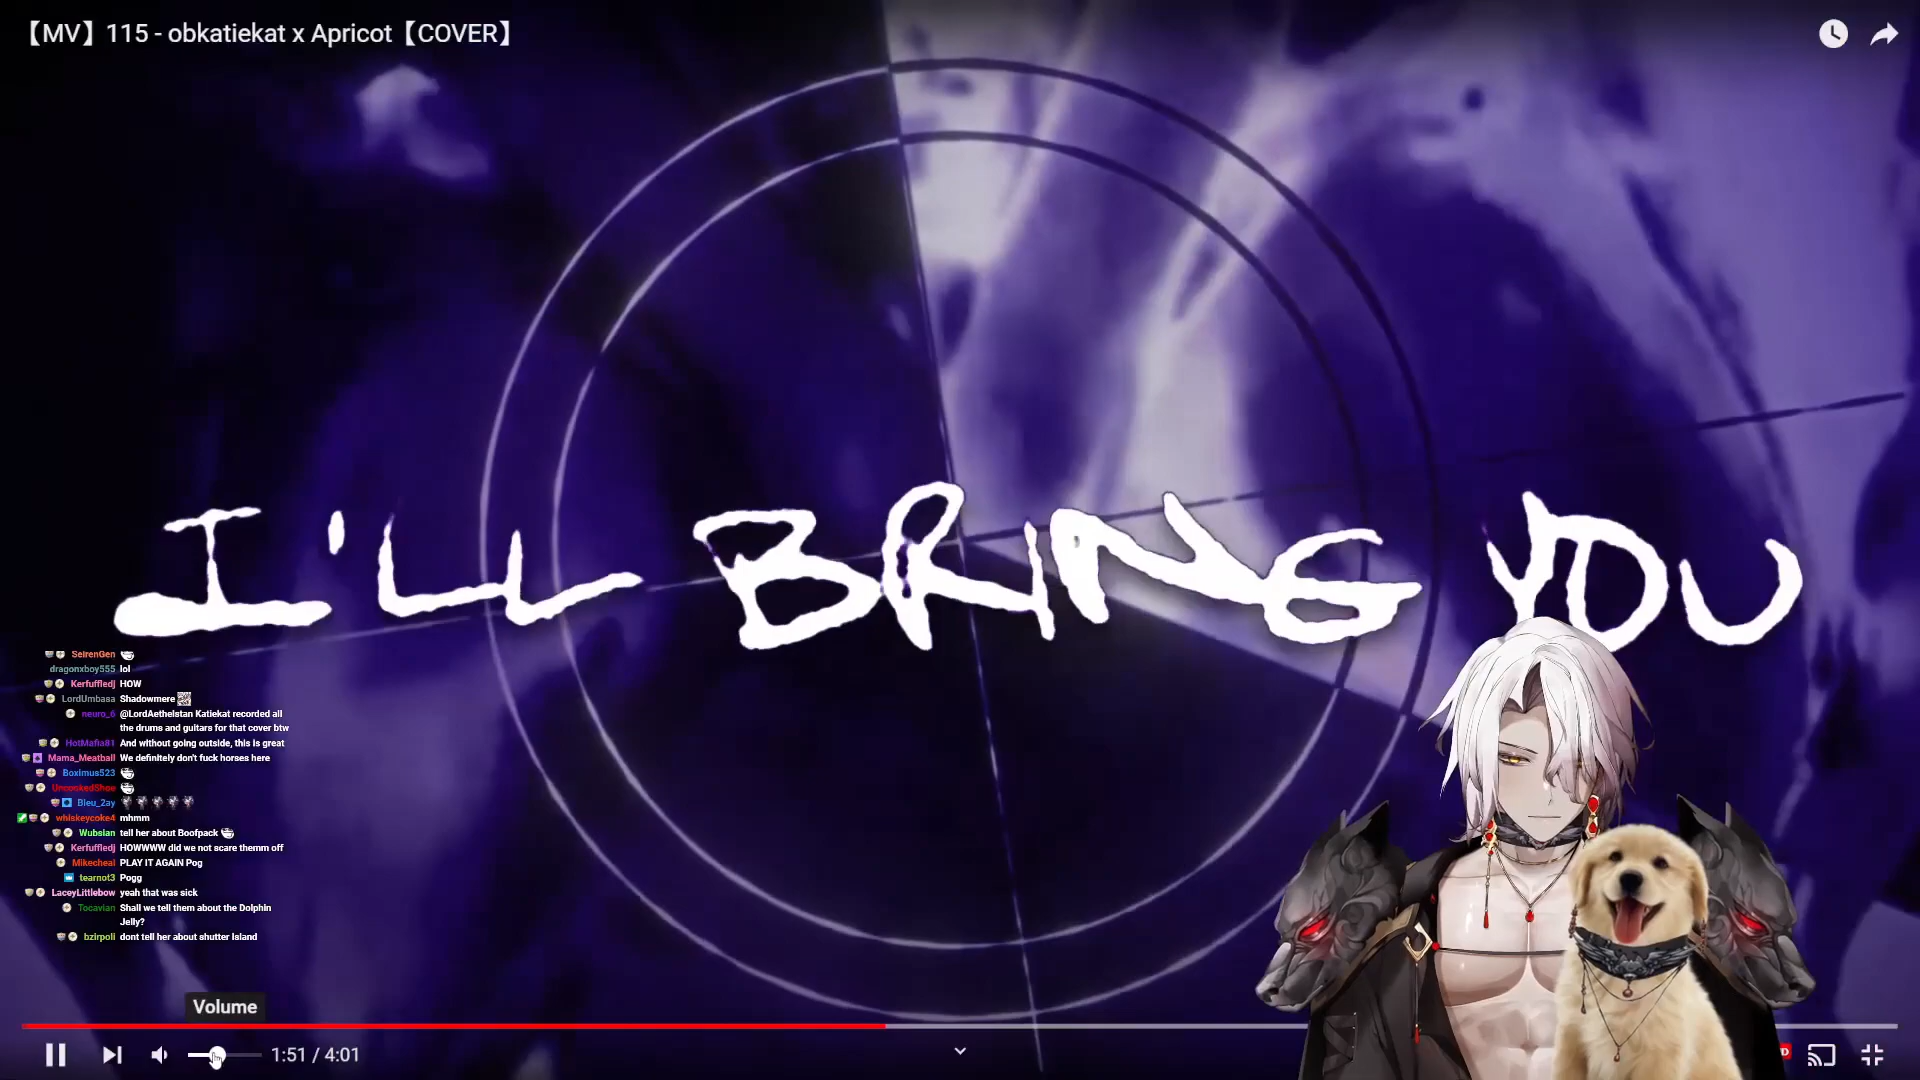 【MV】115 - obkatiekat x Apricot【COVER】
I'LL BRING YOU
SeirenGen
dragonxboy555 lol
Kerfuffledj HOW
LordUmbasa Shadowmere
neuro_6 @LordAethelstan Katiekat recorded all
the drums and guitars for that cover btw
HotMafia81 And without going outside, this is great
Mama_Meatball We definitely don't fuck horses here
Boximus523
UncookedShoe
Bleu_2ay
whiskeycoke4 mhmm
Wubslan tell her about Boofpack
Kerfuffledj HOWWWW did we not scare themm off
Mikecheal PLAY IT AGAIN Pog
tearnot3 Pogg
LaceyLittlebow yeah that was sick
Tocavian Shall we tell them about the Dolphin
Jelly?
bzirpoli dont tell her about shutter Island
Volume
1:51 / 4:01